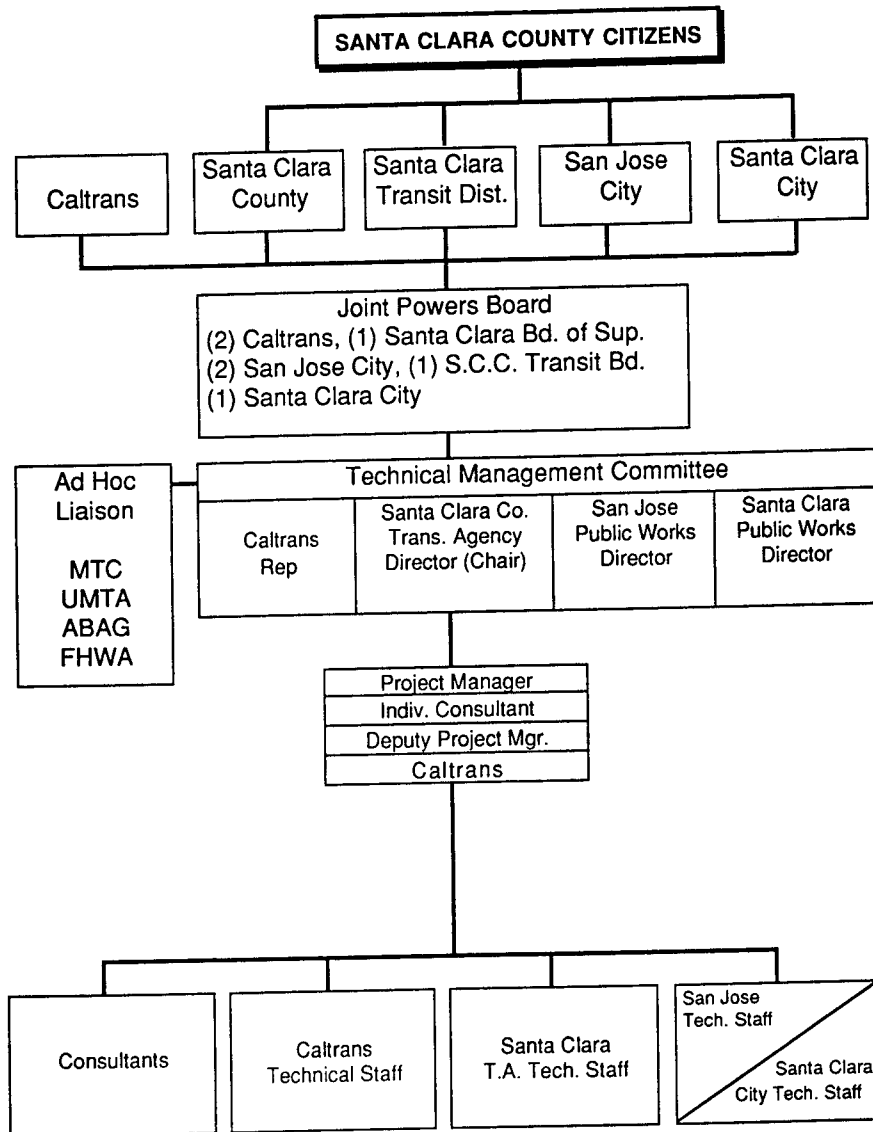 SANTA CLARA COUNTY CITIZENS
Caltrans
Santa Clara
County
Santa Clara
Transit Dist.
San Jose
City
Santa Clara
City
Joint Powers Board
(2) Caltrans, (1) Santa Clara Bd. of Sup.
(2) San Jose City, (1) S.C.C. Transit Bd.
(1) Santa Clara City
Ad Hoc
Liaison
MTC
UMTA
ABAG
FHWA
Technical Management Committee
Caltrans
Rep
Santa Clara Co.
Trans. Agency
Director (Chair)
San Jose
Public Works
Director
Santa Clara
Public Works
Director
Project Manager
Indiv. Consultant
Deputy Project Mgr.
Caltrans
Consultants
Caltrans
Technical Staff
Santa Clara
T.A. Tech. Staff
San Jose
Tech. Staff
Santa Clara
City Tech. Staff